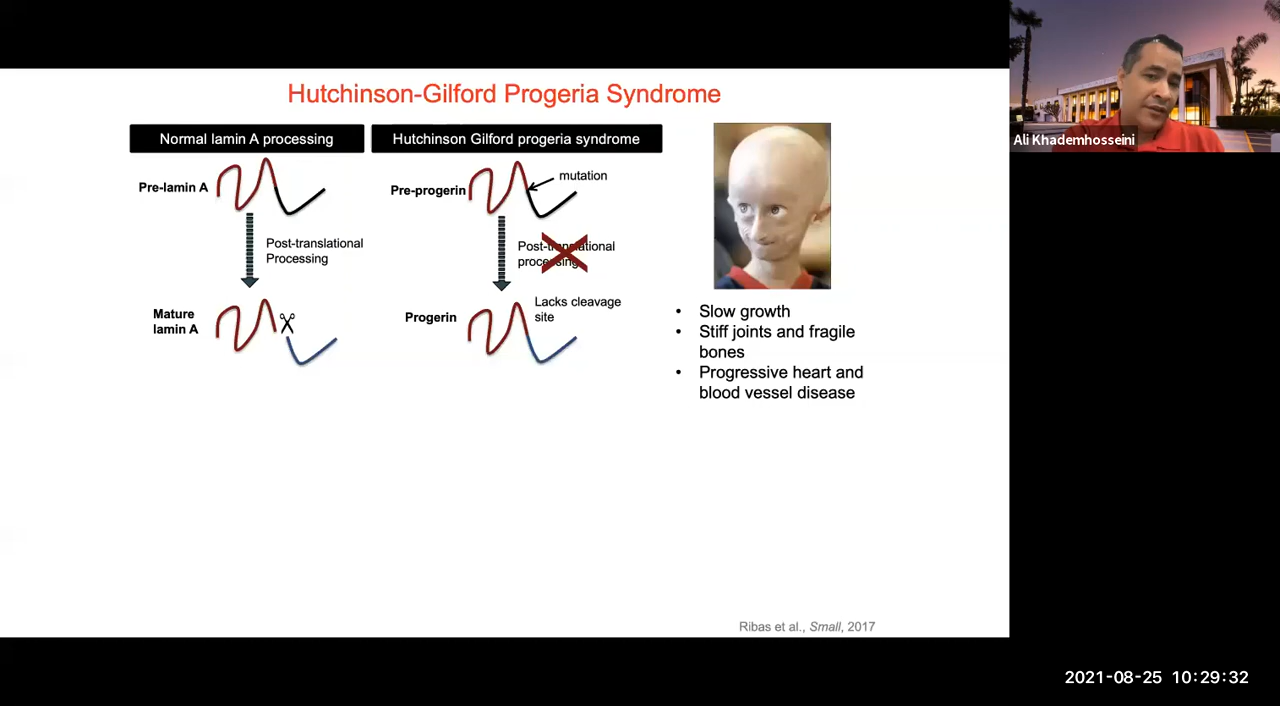 Hutchinson-Gilford Progeria Syndrome
Normal lamin A processing
Pre-lamin A
Post-translational
Processing
Mature
lamin A
Hutchinson Gilford progeria syndrome
Pre-progerin
mutation
Post-translational
processing
Progerin
Lacks cleavage
site
• Slow growth
• Stiff joints and fragile
bones
• Progressive heart and
blood vessel disease
Ribas et al., Small, 2017
Ali Khademhosseini
2021-08-25 10:29:32